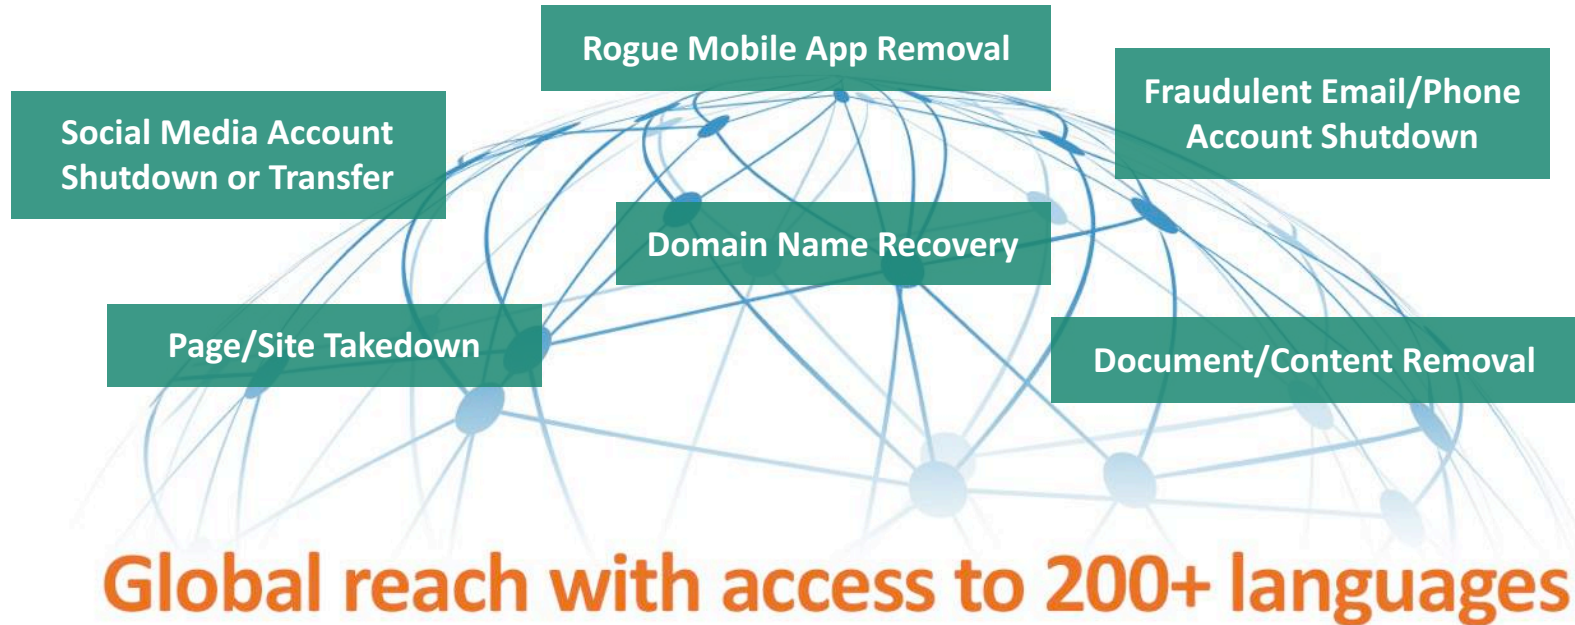 Rogue Mobile App Removal
Fraudulent Email/Phone
Account Shutdown
Social Media Account
Shutdown or Transfer
Domain Name Recovery
Page/Site Takedown
Document/Content Removal
Global reach with access to 200+ languages